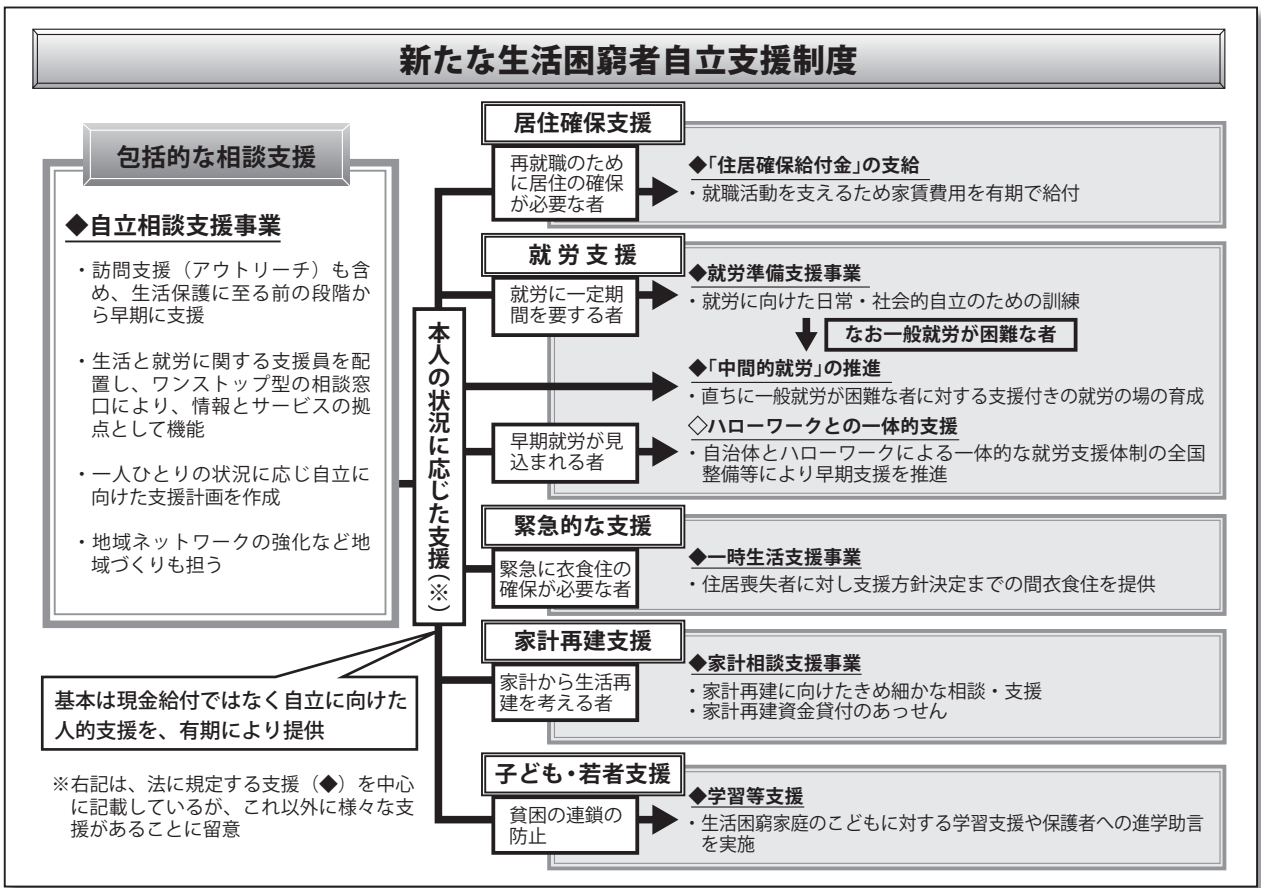 新たな生活困窮者自立支援制度
包括的な相談支援
◆自立相談支援事業
・訪問支援（アウトリーチ）も含
め、生活保護に至る前の段階か
ら早期に支援
・生活と就労に関する支援員を配
置し、ワンストップ型の相談窓
口により、情報とサービスの拠
点として機能
・一人ひとりの状況に応じ自立に
向けた支援計画を作成
・地域ネットワークの強化など地
域づくりも担う
基本は現金給付ではなく自立に向けた
人的支援を、有期により提供
※右記は、法に規定する支援（◆）を中心
に記載しているが、これ以外に様々な支
援があることに留意
本人の状況に応じた支援（※）
居住確保支援
再就職のため
に居住の確保
が必要な者
◆「住居確保給付金」の支給
・就職活動を支えるため家賃費用を有期で給付
就労支援
就労に一定期
間を要する者
◆就労準備支援事業
・就労に向けた日常・社会的自立のための訓練
なお一般就労が困難な者
◆「中間的就労」の推進
・直ちに一般就労が困難な者に対する支援付きの就労の場の育成
早期就労が見
込まれる者
◇ハローワークとの一体的支援
・自治体とハローワークによる一体的な就労支援体制の全国
整備等により早期支援を推進
緊急的な支援
緊急に衣食住の
確保が必要な者
◆一時生活支援事業
・住居喪失者に対し支援方針決定までの間衣食住を提供
家計再建支援
家計から生活再
建を考える者
◆家計相談支援事業
・家計再建に向けたきめ細かな相談・支援
・家計再建資金貸付のあっせん
子ども・若者支援
貧困の連鎖の
防止
◆学習等支援
・生活困窮家庭のこどもに対する学習支援や保護者への進学助言
を実施